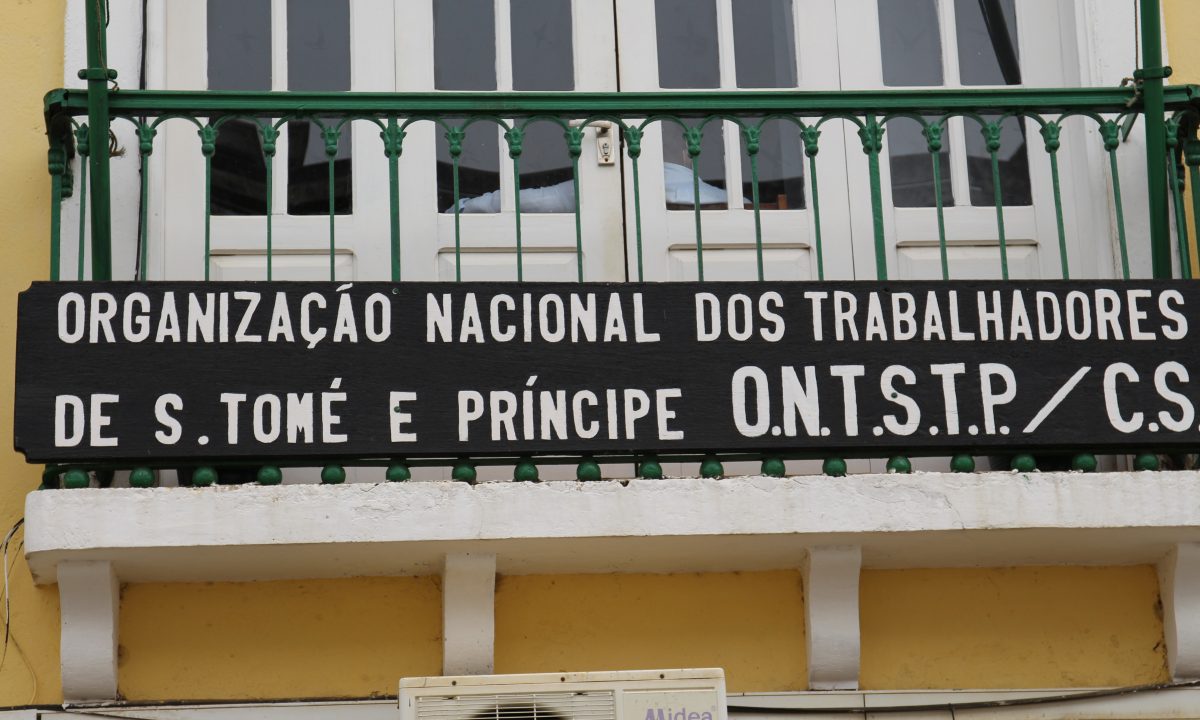 ORGANIZAÇÃO NACIONAL DOS TRABALHADORES
DE S. TOMÉ E PRÍNCIPE O.N.T.S.T.P. / C.S.
Midea